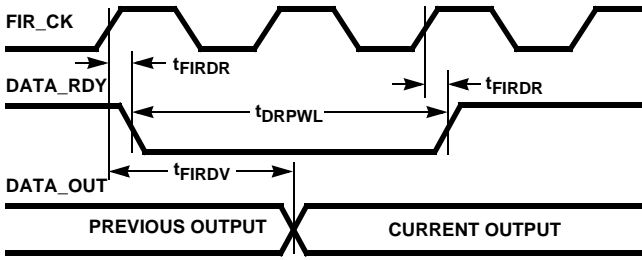 FIR_CK
tFIRDR
DATA_RDY
tFIRDR
tDRPWL
tFIRDV
DATA_OUT
PREVIOUS OUTPUT
CURRENT OUTPUT